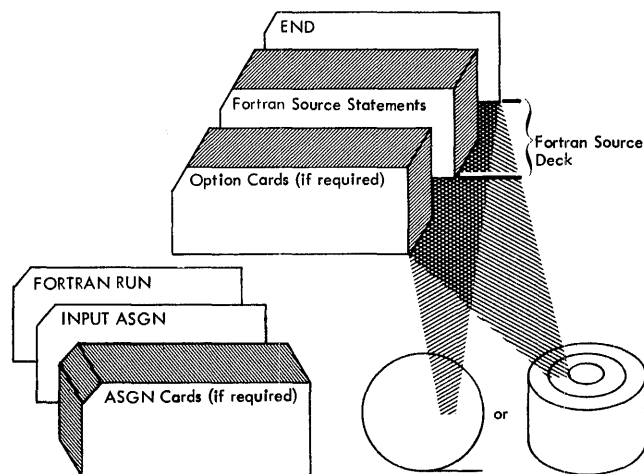 END
Fortran Source Statements
Fortran Source
Deck
Option Cards (if required)
FORTRAN RUN
INPUT ASGN
ASGN Cards (if required)
or